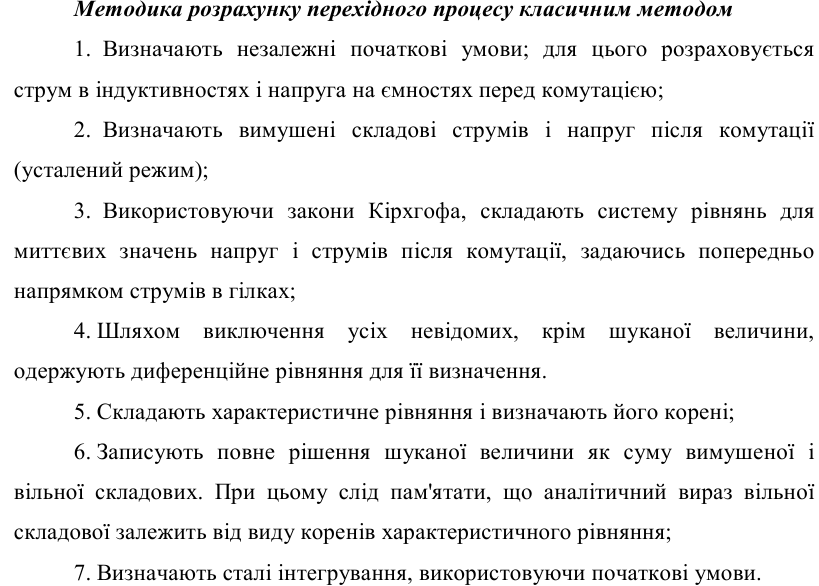 Методика розрахунку перехідного процесу класичним методом
1. Визначають незалежні початкові умови; для цього розраховується
струм в індуктивностях і напруга на ємностях перед комутацією;
2. Визначають вимушені складові струмів і напруг після комутації
(усталений режим);
3. Використовуючи закони Кірхгофа, складають систему рівнянь для
миттєвих значень напруг і струмів після комутації, задаючись попередньо
напрямком струмів в гілках;
4. Шляхом виключення усіх невідомих, крім шуканої величини,
одержують диференційне рівняння для її визначення.
5. Складають характеристичне рівняння і визначають його корені;
6. Записують повне рішення шуканої величини як суму вимушеної і
вільної складових. При цьому слід пам'ятати, що аналітичний вираз вільної
складової залежить від виду коренів характеристичного рівняння;
7. Визначають сталі інтегрування, використовуючи початкові умови.